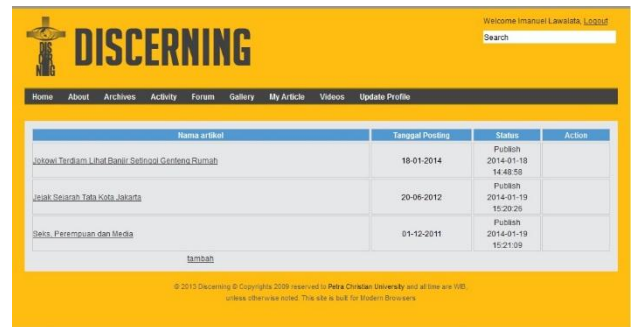 Welcome Imanuel Lawalata, Logout
DIS
CER
NING
DISCERNING
Search
Home About Archives Activity Forum Gallery My Article Videos Update Profile
Nama artikel Tanggal Posting Status Action
Jokowi Terdiam Lihat Banjir Setinggi Genteng Rumah 18-01-2014 Publish 2014-01-18 14:48:58
Jejak Sejarah Tata Kota Jakarta 20-06-2012 Publish 2014-01-19 15:20:26
Seks, Perempuan dan Media 01-12-2011 Publish 2014-01-19 15:21:09
tambah
© 2013 Discerning © Copyrights 2009 reserved to Petra Christian University and all time are WIB,
unless otherwise noted. This site is built for Modern Browsers